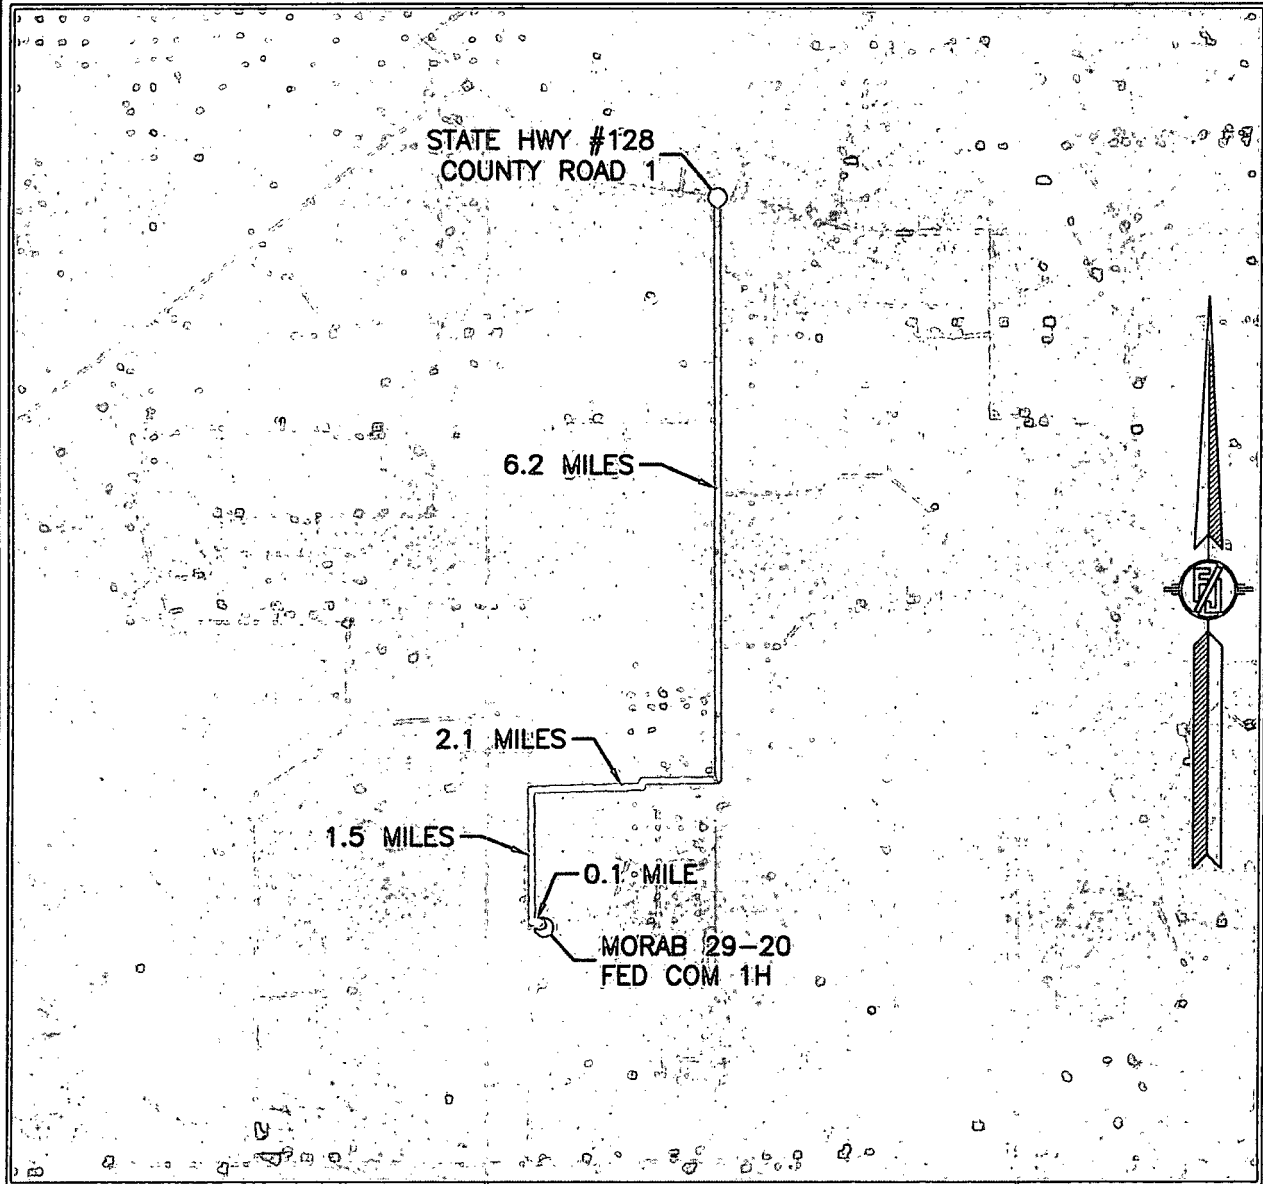 STATE HWY #128
COUNTY ROAD 1
6.2 MILES
2.1 MILES
1.5 MILES
0.1 MILE
MORAB 29-20
FED COM 1H